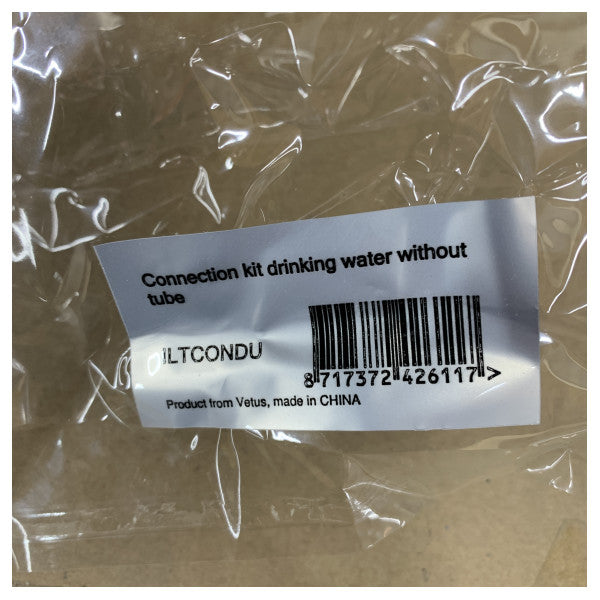 Connection kit drinking water without
tube
ILTCONDU
8 717372 426117 >
Product from Vetus, made in CHINA